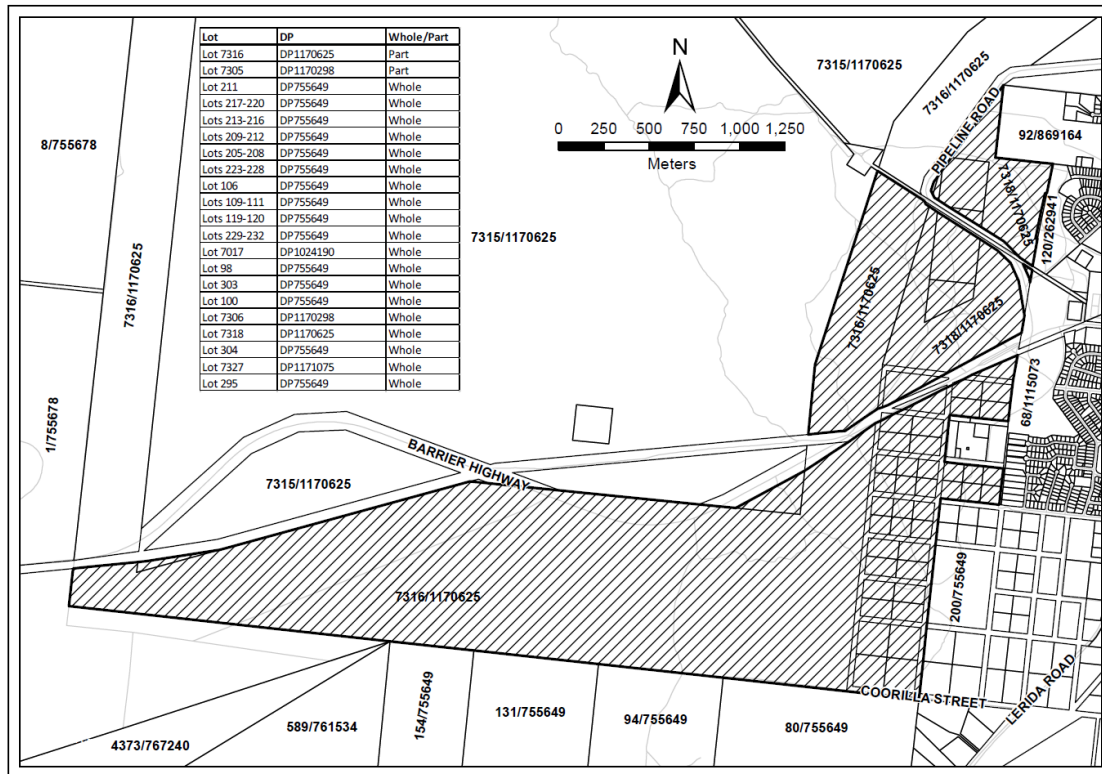 Lot DP Whole/Part
Lot 7316 DP1170625 Part
Lot 7305 DP1170298 Part
Lot 211 DP755649 Whole
Lots 217-220 DP755649 Whole
Lots 213-216 DP755649 Whole
Lots 209-212 DP755649 Whole
Lots 205-208 DP755649 Whole
Lots 223-228 DP755649 Whole
Lot 106 DP755649 Whole
Lots 109-111 DP755649 Whole
Lots 119-120 DP755649 Whole
Lots 229-232 DP755649 Whole
Lot 7017 DP1024190 Whole
Lot 98 DP755649 Whole
Lot 303 DP755649 Whole
Lot 100 DP755649 Whole
Lot 7306 DP1170298 Whole
Lot 7318 DP1170625 Whole
Lot 304 DP755649 Whole
Lot 7327 DP1171075 Whole
Lot 295 DP755649 Whole
N
0 250 500 750 1,000 1,250
Meters
7315/1170625
7316/1170625
PIPELINE ROAD
92/869164
8/755678
7318/1170625
120/262941
7315/1170625
7316/1170625
7316/1170625
7318/1170625
68/1115073
1/755678
BARRIER HIGHWAY
7315/1170625
200/755649
7316/1170625
COORILLA STREET
LERIDA ROAD
154/755649
131/755649
94/755649
80/755649
589/761534
4373/767240